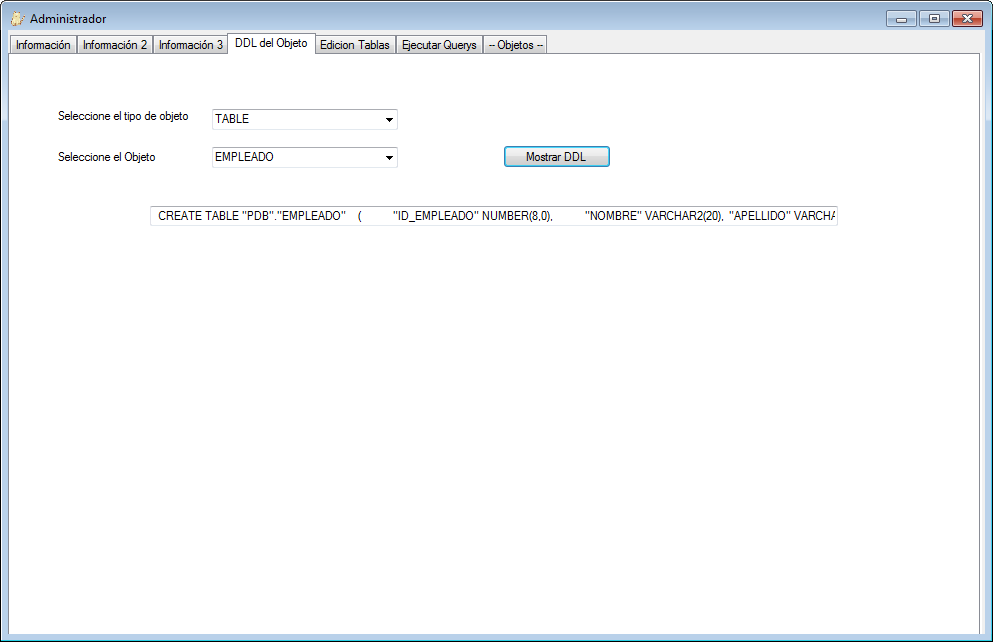 Administrador
Información Información 2 Información 3 DDL del Objeto Edicion Tablas Ejecutar Querys -- Objetos --
Seleccione el tipo de objeto TABLE
Seleccione el Objeto EMPLEADO Mostrar DDL
CREATE TABLE "PDB"."EMPLEADO" ( "ID_EMPLEADO" NUMBER(8,0), "NOMBRE" VARCHAR2(20), "APELLIDO" VARCHA